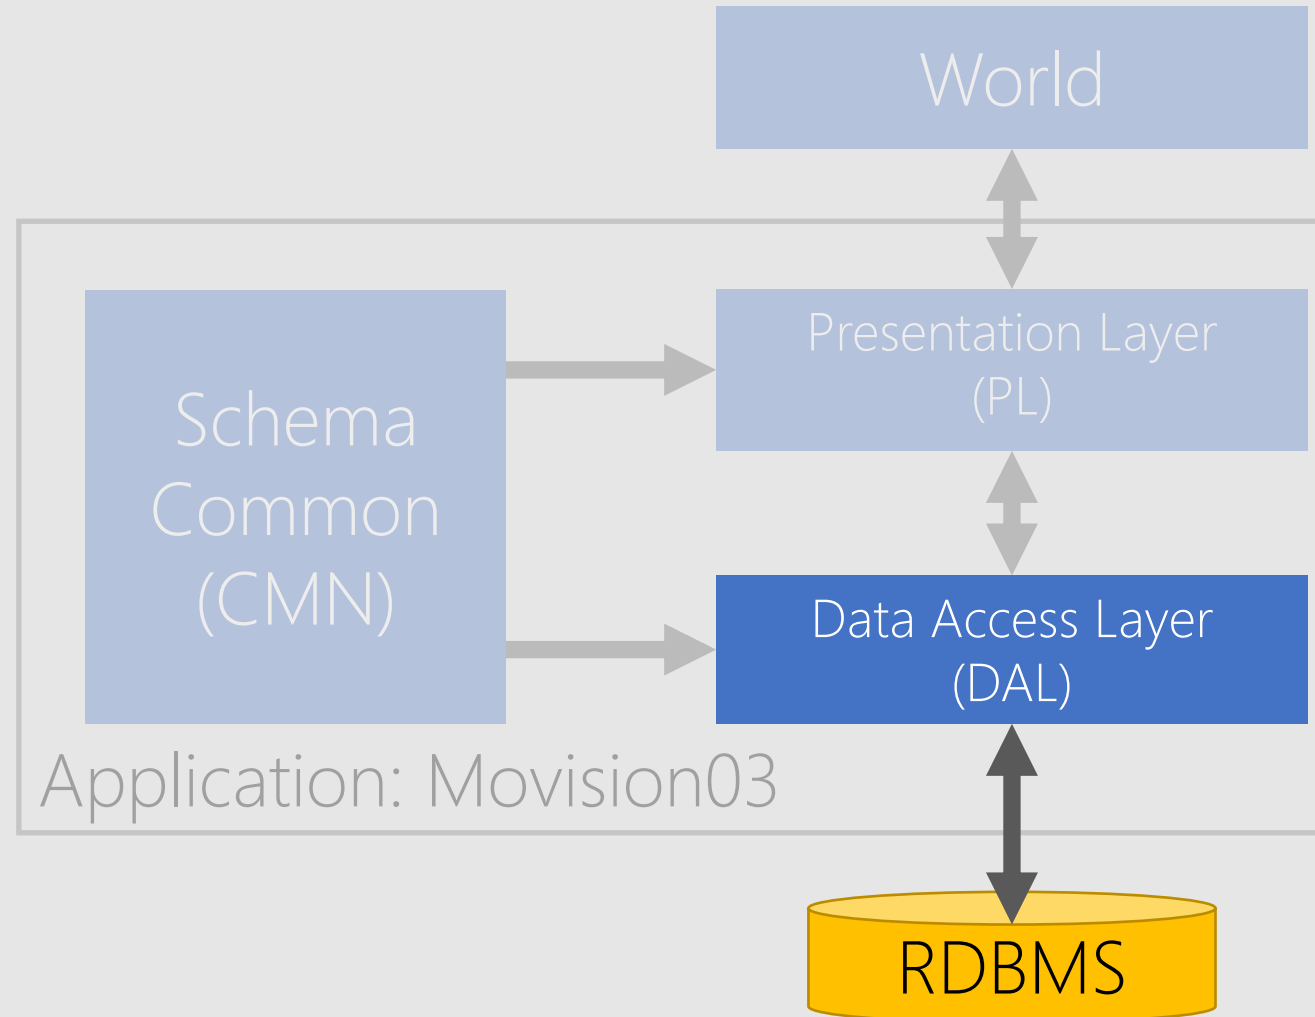 World
Presentation Layer
(PL)
Schema
Common
(CMN)
Data Access Layer
(DAL)
Application: Movision03
RDBMS